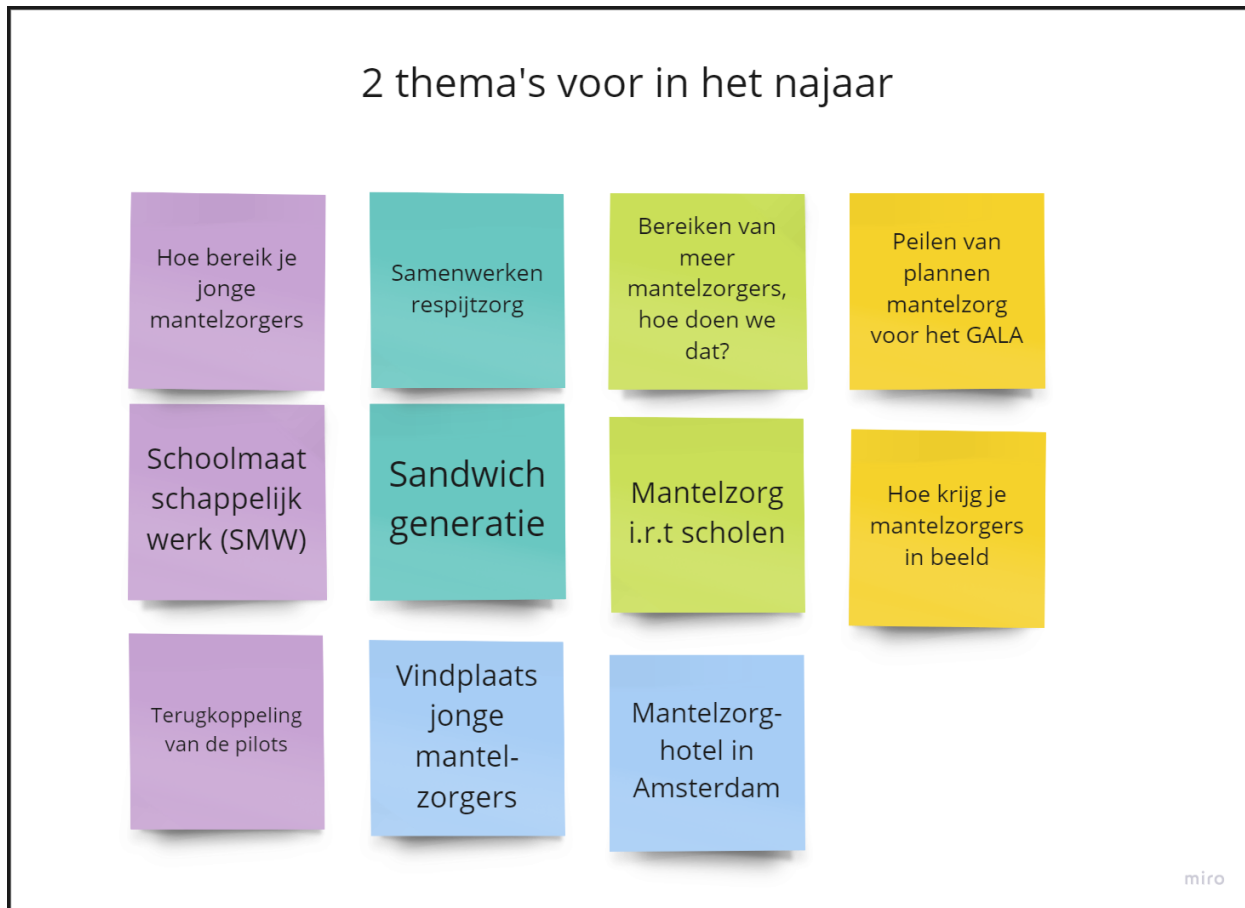 2 thema's voor in het najaar
Hoe bereik je
jonge
mantelzorgers
Samenwerken
respijtzorg
Bereiken van
meer
mantelzorgers,
hoe doen we
dat?
Peilen van
plannen
mantelzorg
voor het GALA
Schoolmaat
schappelijk
werk (SMW)
Sandwich
generatie
Mantelzorg
i.r.t scholen
Hoe krijg je
mantelzorgers
in beeld
Terugkoppeling
van de pilots
Vindplaats
jonge
mantel-
zorgers
Mantelzorg-
hotel in
Amsterdam
miro